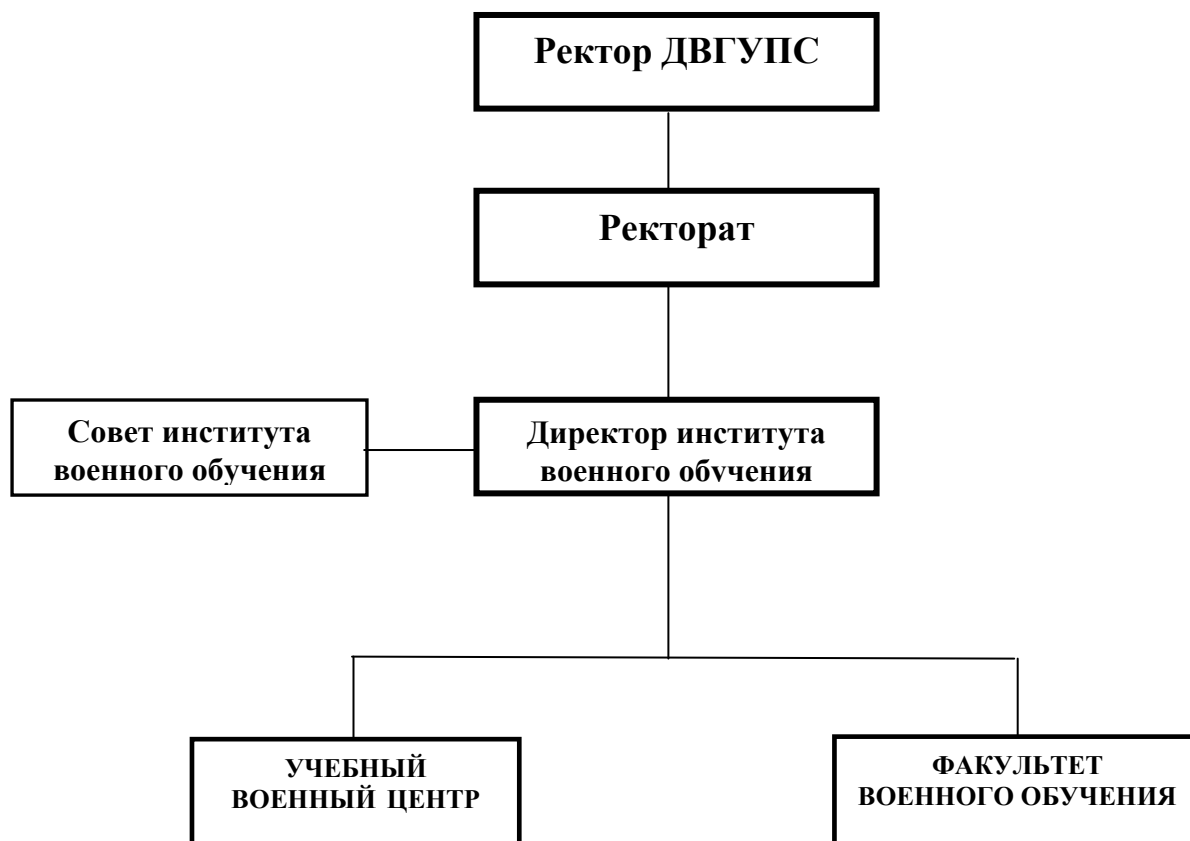 Ректор ДВГУПС
Ректорат
Совет института
военного обучения
Директор института
военного обучения
УЧЕБНЫЙ
ВОЕННЫЙ ЦЕНТР
ФАКУЛЬТЕТ
ВОЕННОГО ОБУЧЕНИЯ